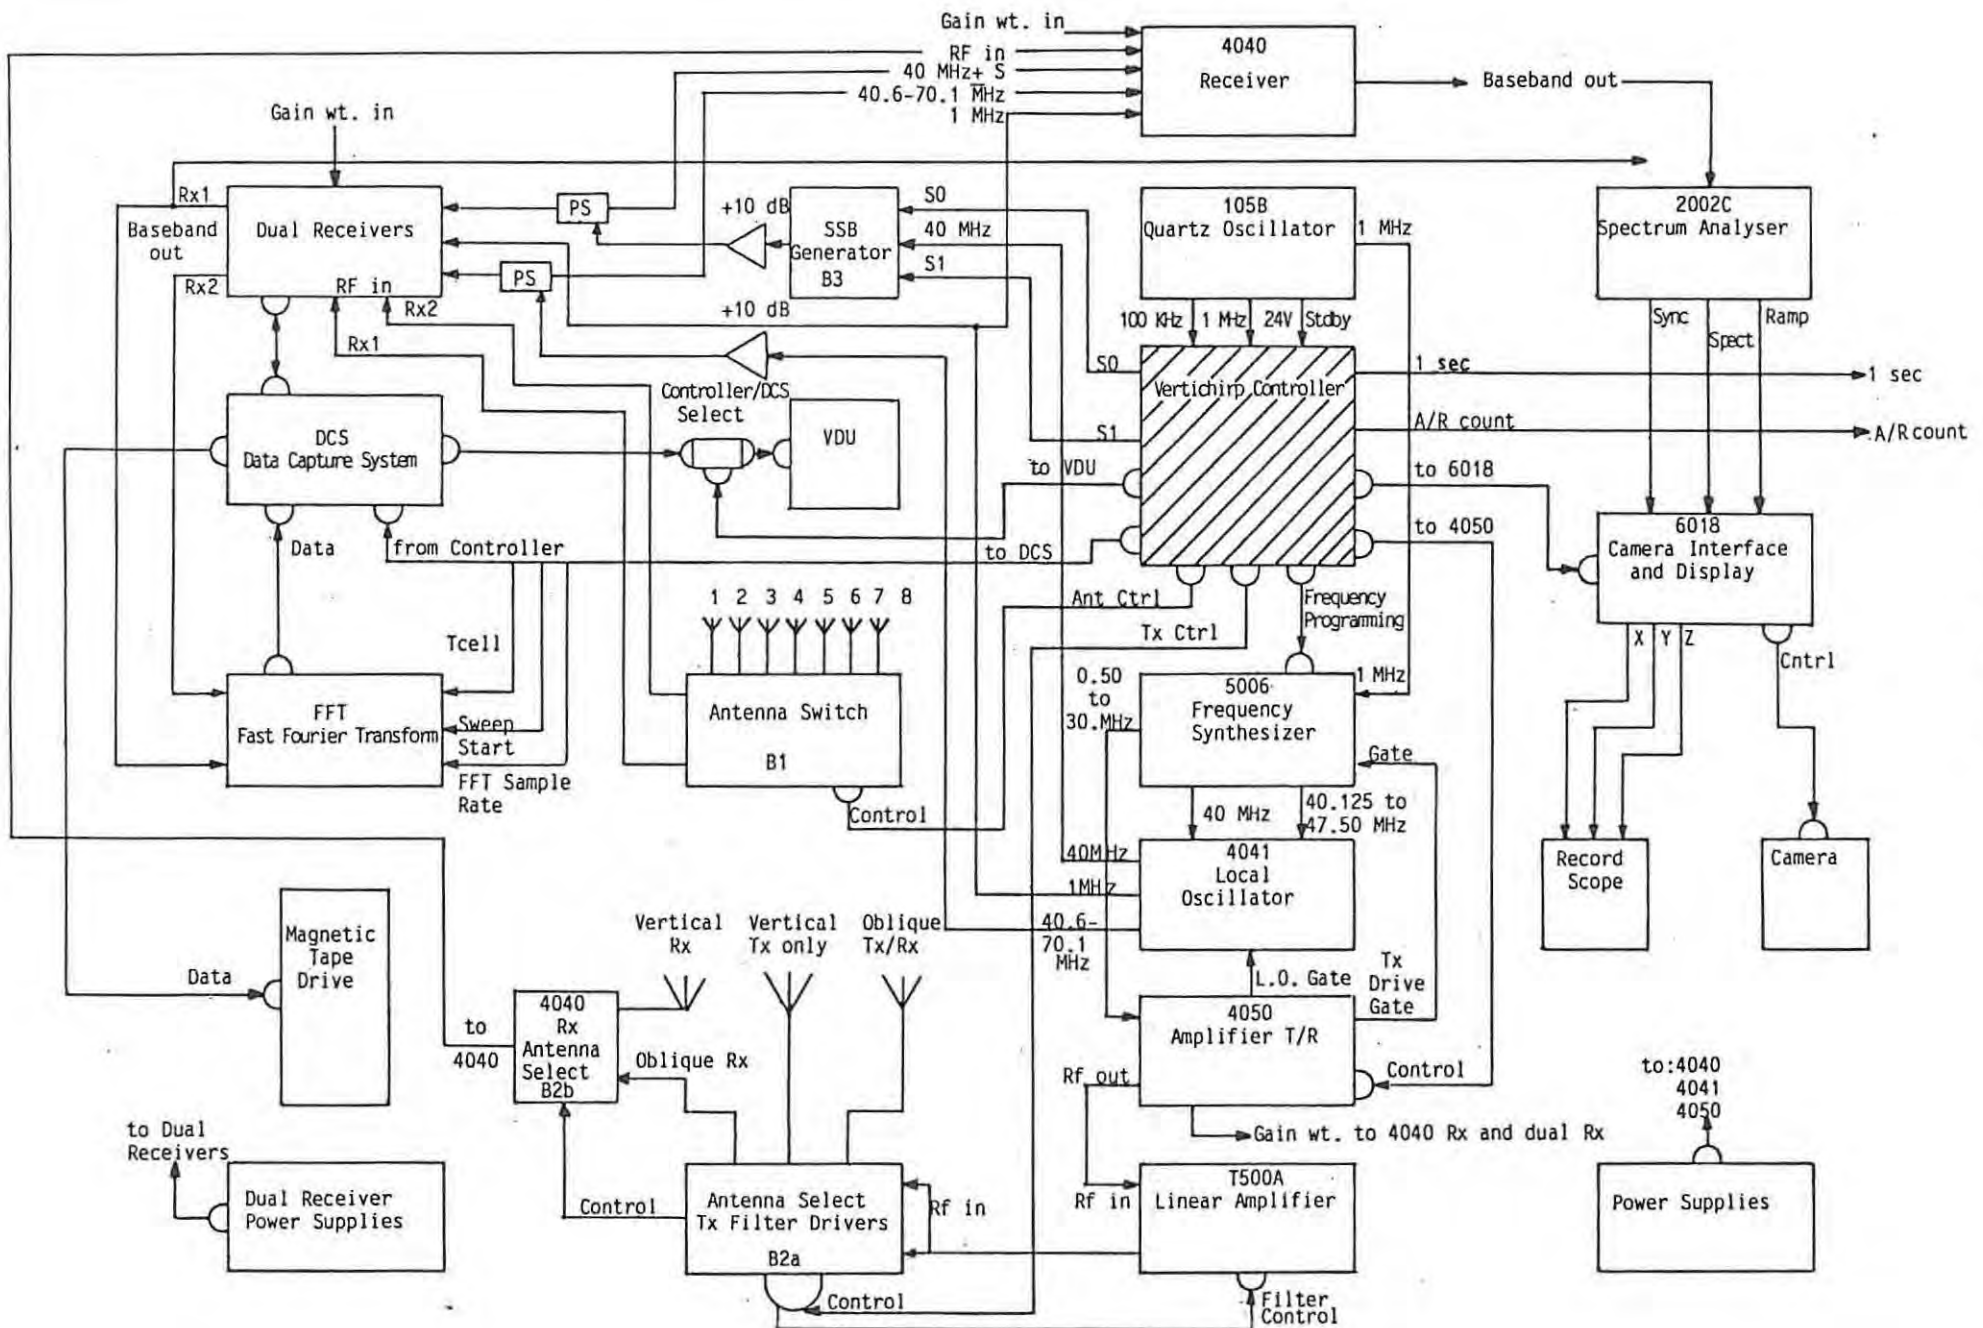 Gain wt. in
RF in
40 MHz+ S
40.6-70.1 MHz
1 MHz
4040
Receiver
Baseband out
Gain wt. in
Rx1
Baseband
out
Rx2
Dual Receivers
RF in
Rx2
Rx1
PS
PS
+10 dB
+10 dB
SSB
Generator
B3
S0
40 MHz
S1
105B
Quartz Oscillator
1 MHz
2002C
Spectrum Analyser
100 KHz
1 MHz
24V
Stdby
Sync
Spect
Ramp
S0
S1
Vertichirp Controller
1 sec
1 sec
A/R count
A/R count
to VDU
to 6018
to 4050
to DCS
Controller/DCS
Select
VDU
DCS
Data Capture System
Data
from Controller
6018
Camera Interface
and Display
X
Y
Z
Cntrl
1 2 3 4 5 6 7 8
Ant Ctrl
Tx Ctrl
Frequency
Programming
Tcell
Sweep
Start
FFT Sample
Rate
FFT
Fast Fourier Transform
Antenna Switch
B1
Control
0.50
to
30.MHz
5006
Frequency
Synthesizer
1 MHz
Gate
40 MHz
40.125 to
47.50 MHz
40MHz
1MHz
40.6-
70.1
MHz
4041
Local
Oscillator
Record
Scope
Camera
Magnetic
Tape
Drive
Data
Vertical
Rx
Vertical
Tx only
Oblique
Tx/Rx
L.O. Gate
Tx
Drive
Gate
to
4040
4040
Rx
Antenna
Select
B2b
Oblique Rx
4050
Amplifier T/R
Control
Rf out
Gain wt. to 4040 Rx and dual Rx
to:4040
4041
4050
to Dual
Receivers
Dual Receiver
Power Supplies
Control
Antenna Select
Tx Filter Drivers
B2a
Rf in
Rf in
T500A
Linear Amplifier
Power Supplies
Control
Filter
Control